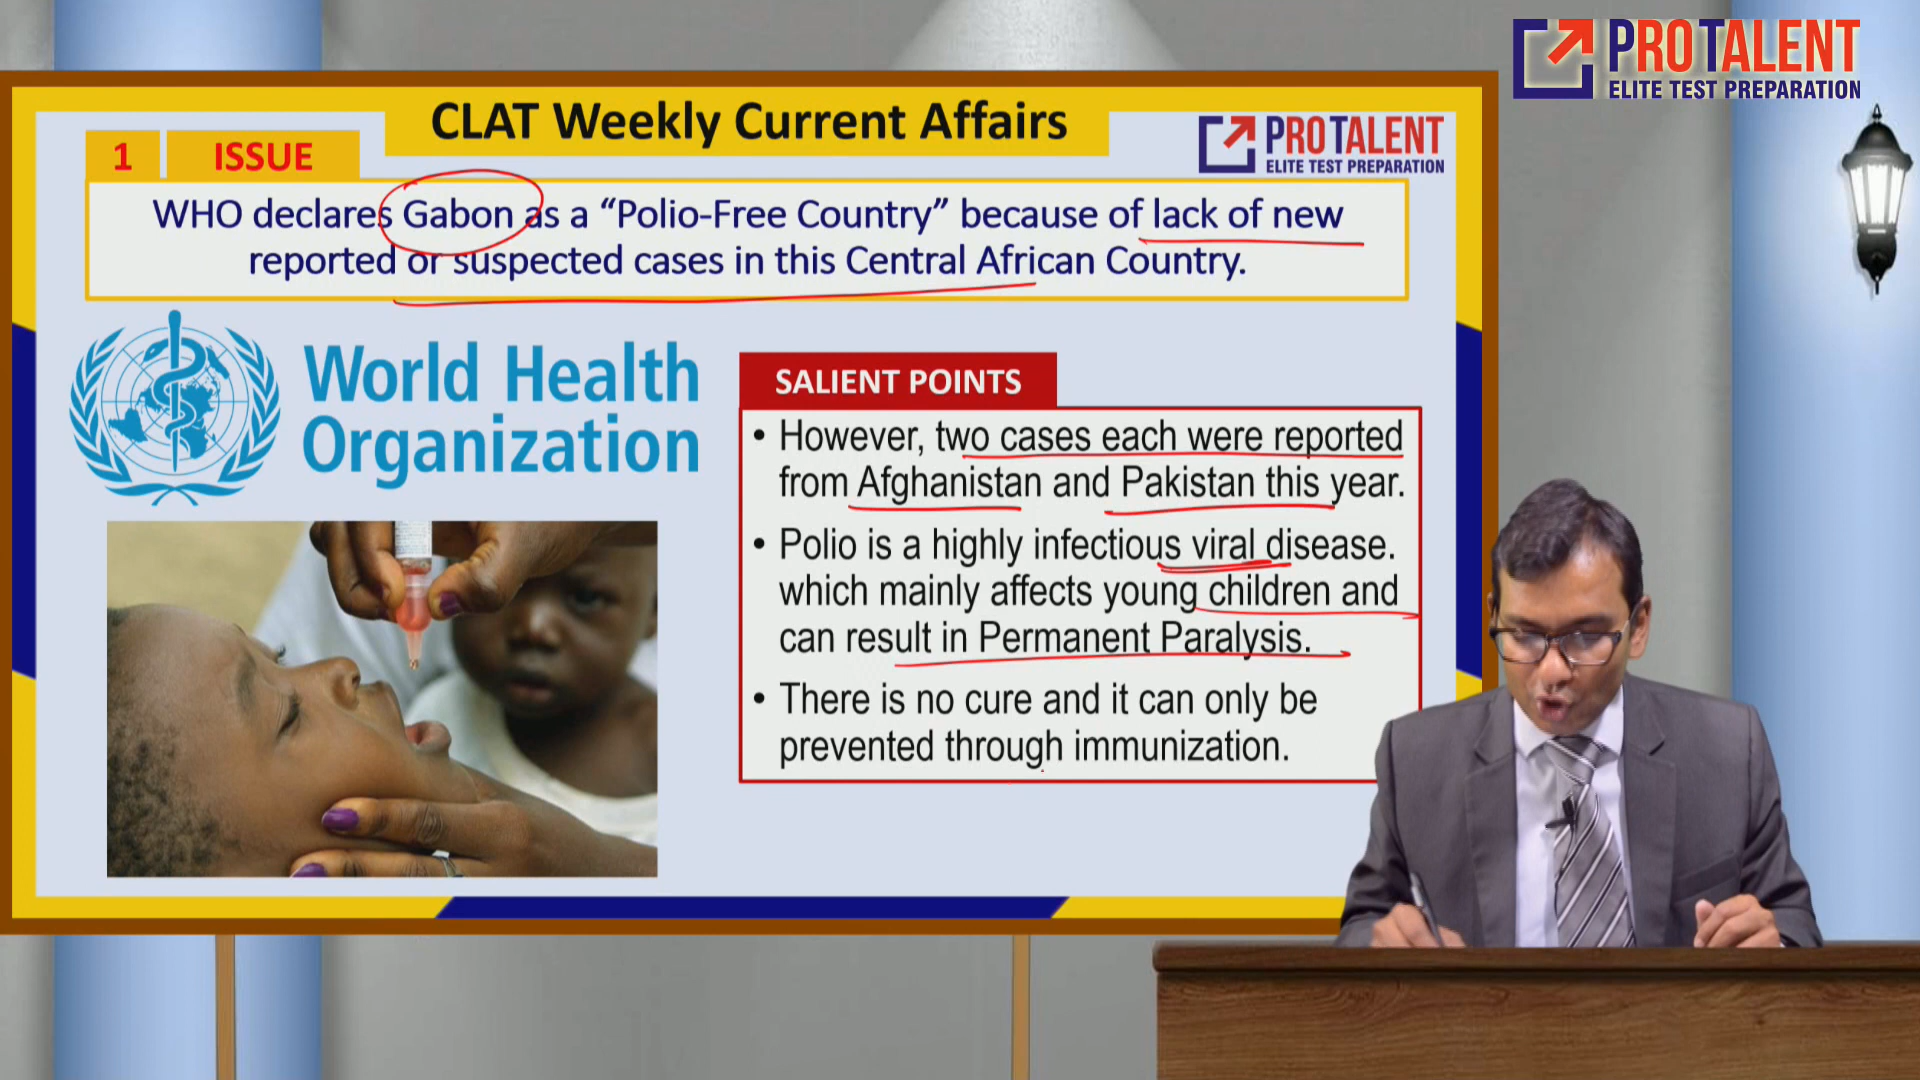 PROTALENT
ELITE TEST PREPARATION
CLAT Weekly Current Affairs
PROTALENT
ELITE TEST PREPARATION
1
ISSUE
WHO declares Gabon as a “Polio-Free Country” because of lack of new
reported or suspected cases in this Central African Country.
World Health
Organization
SALIENT POINTS
• However, two cases each were reported
from Afghanistan and Pakistan this year.
• Polio is a highly infectious viral disease.
which mainly affects young children and
can result in Permanent Paralysis.
• There is no cure and it can only be
prevented through immunization.